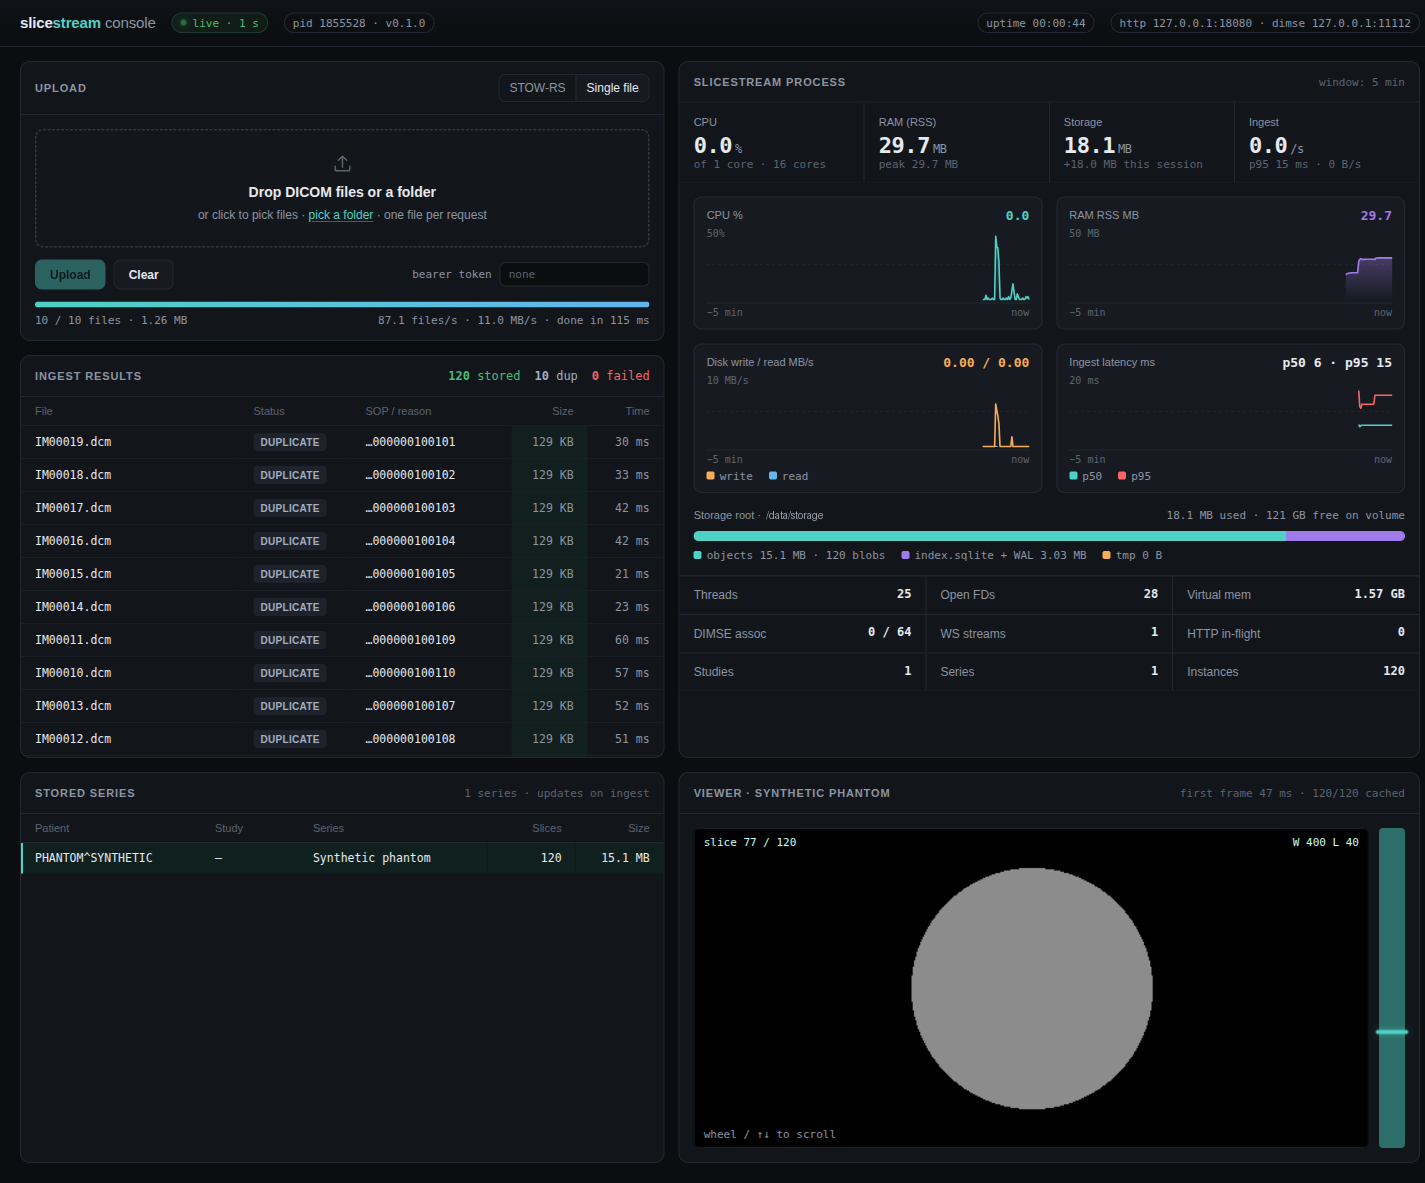 slicestream console
live · 1 s
pid 1855528 · v0.1.0
uptime 00:00:44
http 127.0.0.1:18080 · dimse 127.0.0.1:11112
UPLOAD
STOW-RS
Single file
Drop DICOM files or a folder
or click to pick files · pick a folder · one file per request
Upload
Clear
bearer token
none
10 / 10 files · 1.26 MB
87.1 files/s · 11.0 MB/s · done in 115 ms
INGEST RESULTS
120 stored 10 dup 0 failed
File Status SOP / reason Size Time
IM00019.dcm DUPLICATE …000000100101 129 KB 30 ms
IM00018.dcm DUPLICATE …000000100102 129 KB 33 ms
IM00017.dcm DUPLICATE …000000100103 129 KB 42 ms
IM00016.dcm DUPLICATE …000000100104 129 KB 42 ms
IM00015.dcm DUPLICATE …000000100105 129 KB 21 ms
IM00014.dcm DUPLICATE …000000100106 129 KB 23 ms
IM00011.dcm DUPLICATE …000000100109 129 KB 60 ms
IM00010.dcm DUPLICATE …000000100110 129 KB 57 ms
IM00013.dcm DUPLICATE …000000100107 129 KB 52 ms
IM00012.dcm DUPLICATE …000000100108 129 KB 51 ms
SLICESTREAM PROCESS
window: 5 min
CPU
0.0 %
of 1 core · 16 cores
RAM (RSS)
29.7 MB
peak 29.7 MB
Storage
18.1 MB
+18.0 MB this session
Ingest
0.0 /s
p95 15 ms · 0 B/s
CPU % 0.0
50%
−5 min now
RAM RSS MB 29.7
50 MB
−5 min now
Disk write / read MB/s 0.00 / 0.00
10 MB/s
−5 min now
write read
Ingest latency ms p50 6 · p95 15
20 ms
−5 min now
p50 p95
Storage root · /data/storage
18.1 MB used · 121 GB free on volume
objects 15.1 MB · 120 blobs index.sqlite + WAL 3.03 MB tmp 0 B
Threads 25 Open FDs 28 Virtual mem 1.57 GB
DIMSE assoc 0 / 64 WS streams 1 HTTP in-flight 0
Studies 1 Series 1 Instances 120
STORED SERIES
1 series · updates on ingest
Patient Study Series Slices Size
PHANTOM^SYNTHETIC — Synthetic phantom 120 15.1 MB
VIEWER · SYNTHETIC PHANTOM
first frame 47 ms · 120/120 cached
slice 77 / 120
W 400 L 40
wheel / ↑↓ to scroll